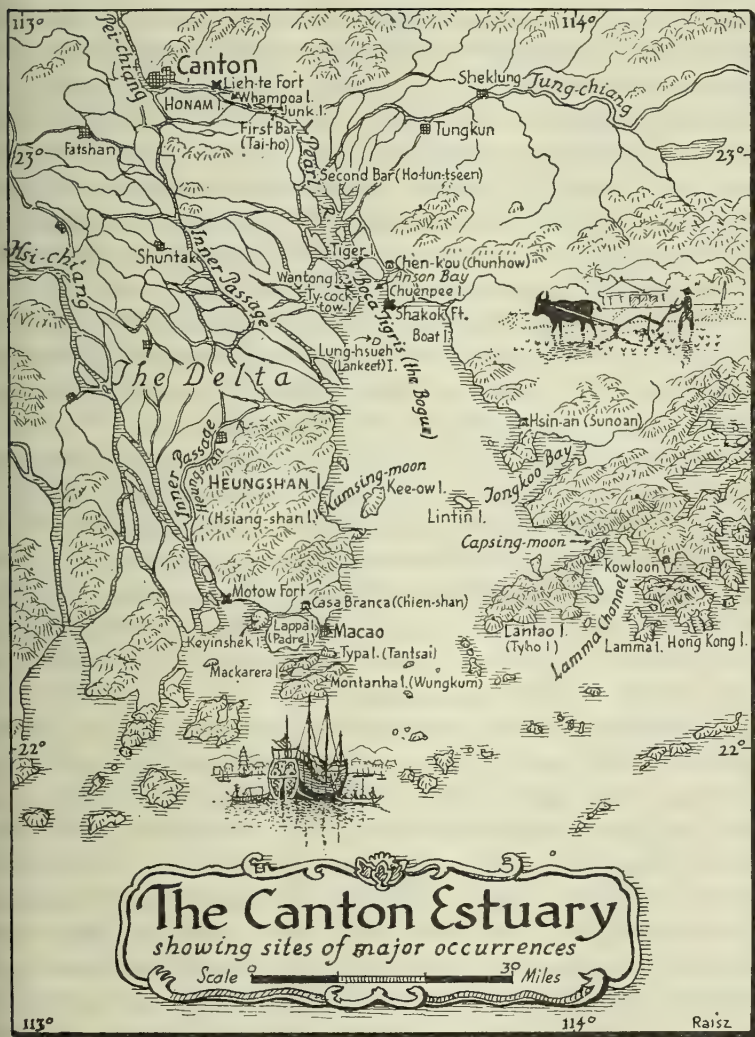 113°
114°
Pei-chiang
Canton
Lieh-te Fort
Whampoa I.
HONAM I.
Junk I.
First Bar
(Tai-ho)
Pearl R.
Sheklung
Tung-chiang
Tungkun
Fatshan
23°
23°
Second Bar (Ho-tun-tseen)
Hsi-chiang
Shuntak
Inner Passage
Tiger I.
Chen-kou (Chunhow)
Anson Bay
Wantong I.
(Chuenpee I.
Ty-cock-
tow I.
Shakok Ft.
Boca Tigris (the Bogue)
Boat I.
Lung-hsueh
(Lankeet) I.
The Delta
Hsin-an (Sunoan)
Inner Passage
Heungshan
HEUNGSHAN I.
(Hsiang-shan I.)
Kumsing-moon
Kee-ow I.
Lintin I.
Tongkoo Bay
Capsing-moon
Kowloon
Motow Fort
Casa Branca (Chien-shan)
Lappa I.
(Padre I.)
Macao
Keyinshek I.
Typa I. (Tantsai)
Mackarera I.
Montanha I. (Wungkum)
Lantao I.
(Tyho I.)
Lamma Channel
Lamma I.
Hong Kong I.
22°
22°
The Canton Estuary
showing sites of major occurrences
Scale 0 30 Miles
113°
114°
Raisz